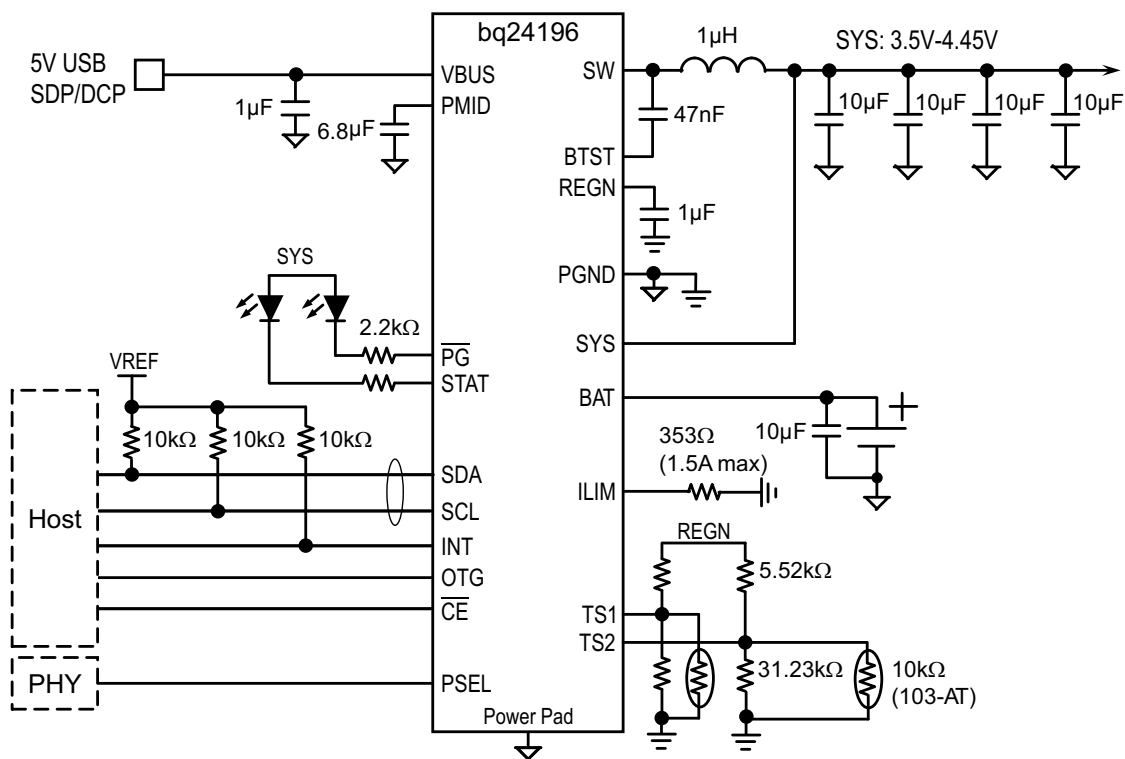 bq24196
5V USB
SDP/DCP
1µF
6.8µF
VBUS
PMID
SW
1µH
SYS: 3.5V-4.45V
10µF
10µF
10µF
10µF
47nF
BTST
REGN
1µF
PGND
SYS
SYS
2.2kΩ
PG
STAT
VREF
10kΩ
10kΩ
10kΩ
BAT
10µF
353Ω
(1.5A max)
ILIM
Host
SDA
SCL
INT
OTG
CE
REGN
5.52kΩ
TS1
TS2
31.23kΩ
10kΩ
(103-AT)
PHY
PSEL
Power Pad